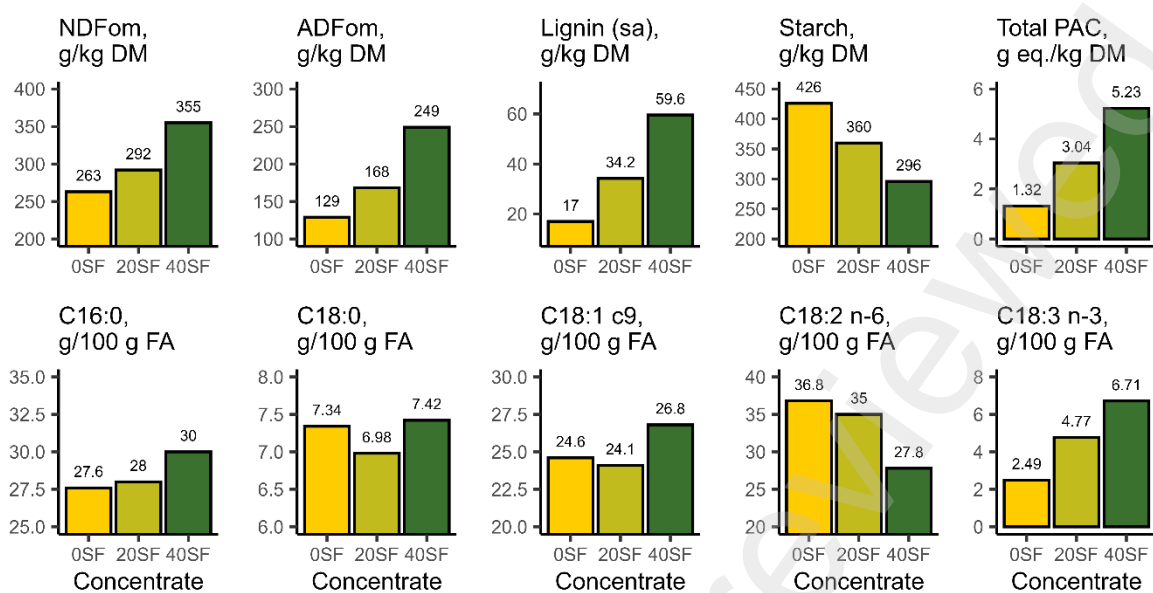 NDFom,
g/kg DM
400
350
300
250
200
263
292
355
0SF 20SF 40SF
ADFom,
g/kg DM
300
250
200
150
100
129
168
249
0SF 20SF 40SF
Lignin (sa),
g/kg DM
60
40
20
17
34.2
59.6
0SF 20SF 40SF
Starch,
g/kg DM
450
400
350
300
250
200
426
360
296
0SF 20SF 40SF
Total PAC,
g eq./kg DM
6
4
2
0
1.32
3.04
5.23
0SF 20SF 40SF
C16:0,
g/100 g FA
35.0
32.5
30.0
27.5
25.0
27.6
28
30
0SF 20SF 40SF
Concentrate
C18:0,
g/100 g FA
8.0
7.5
7.0
6.5
6.0
7.34
6.98
7.42
0SF 20SF 40SF
Concentrate
C18:1 c9,
g/100 g FA
30.0
27.5
25.0
22.5
20.0
24.6
24.1
26.8
0SF 20SF 40SF
Concentrate
C18:2 n-6,
g/100 g FA
40
35
30
25
20
36.8
35
27.8
0SF 20SF 40SF
Concentrate
C18:3 n-3,
g/100 g FA
8
6
4
2
0
2.49
4.77
6.71
0SF 20SF 40SF
Concentrate
eviewed